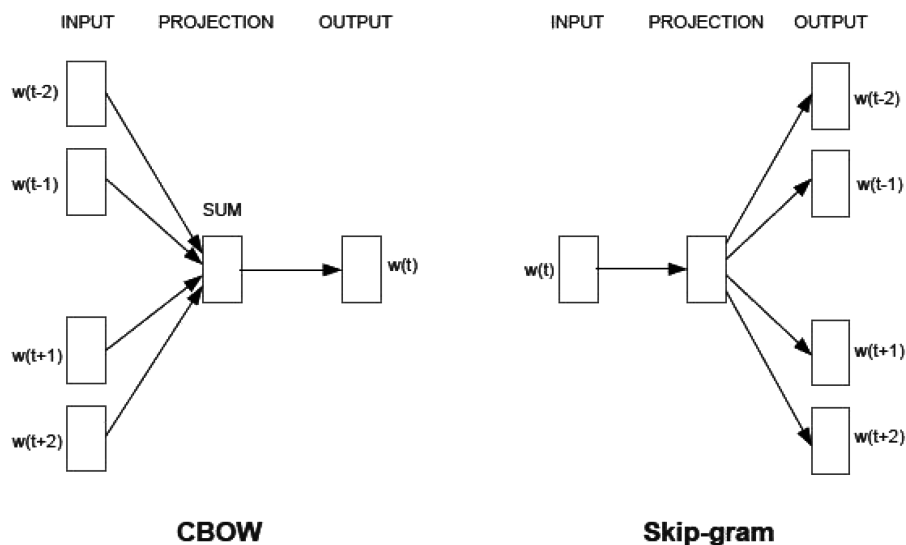 INPUT PROJECTION OUTPUT
w(t-2)
w(t-1)
SUM
w(t)
w(t+1)
w(t+2)
CBOW
INPUT PROJECTION OUTPUT
w(t-2)
w(t-1)
w(t)
w(t+1)
w(t+2)
Skip-gram